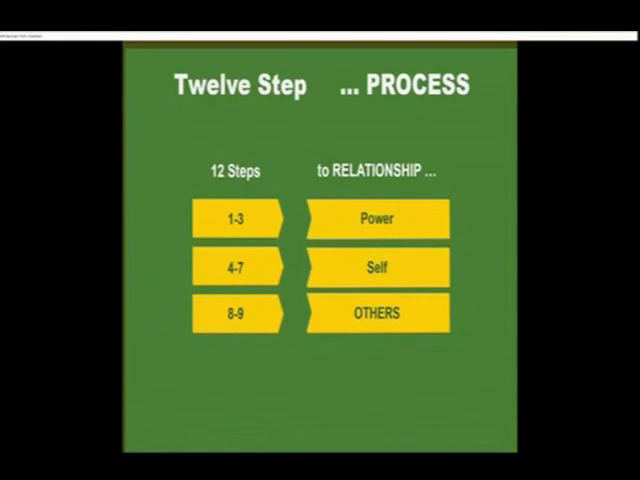 Twelve Step ... PROCESS
12 Steps to RELATIONSHIP ...
1-3 Power
4-7 Self
8-9 OTHERS